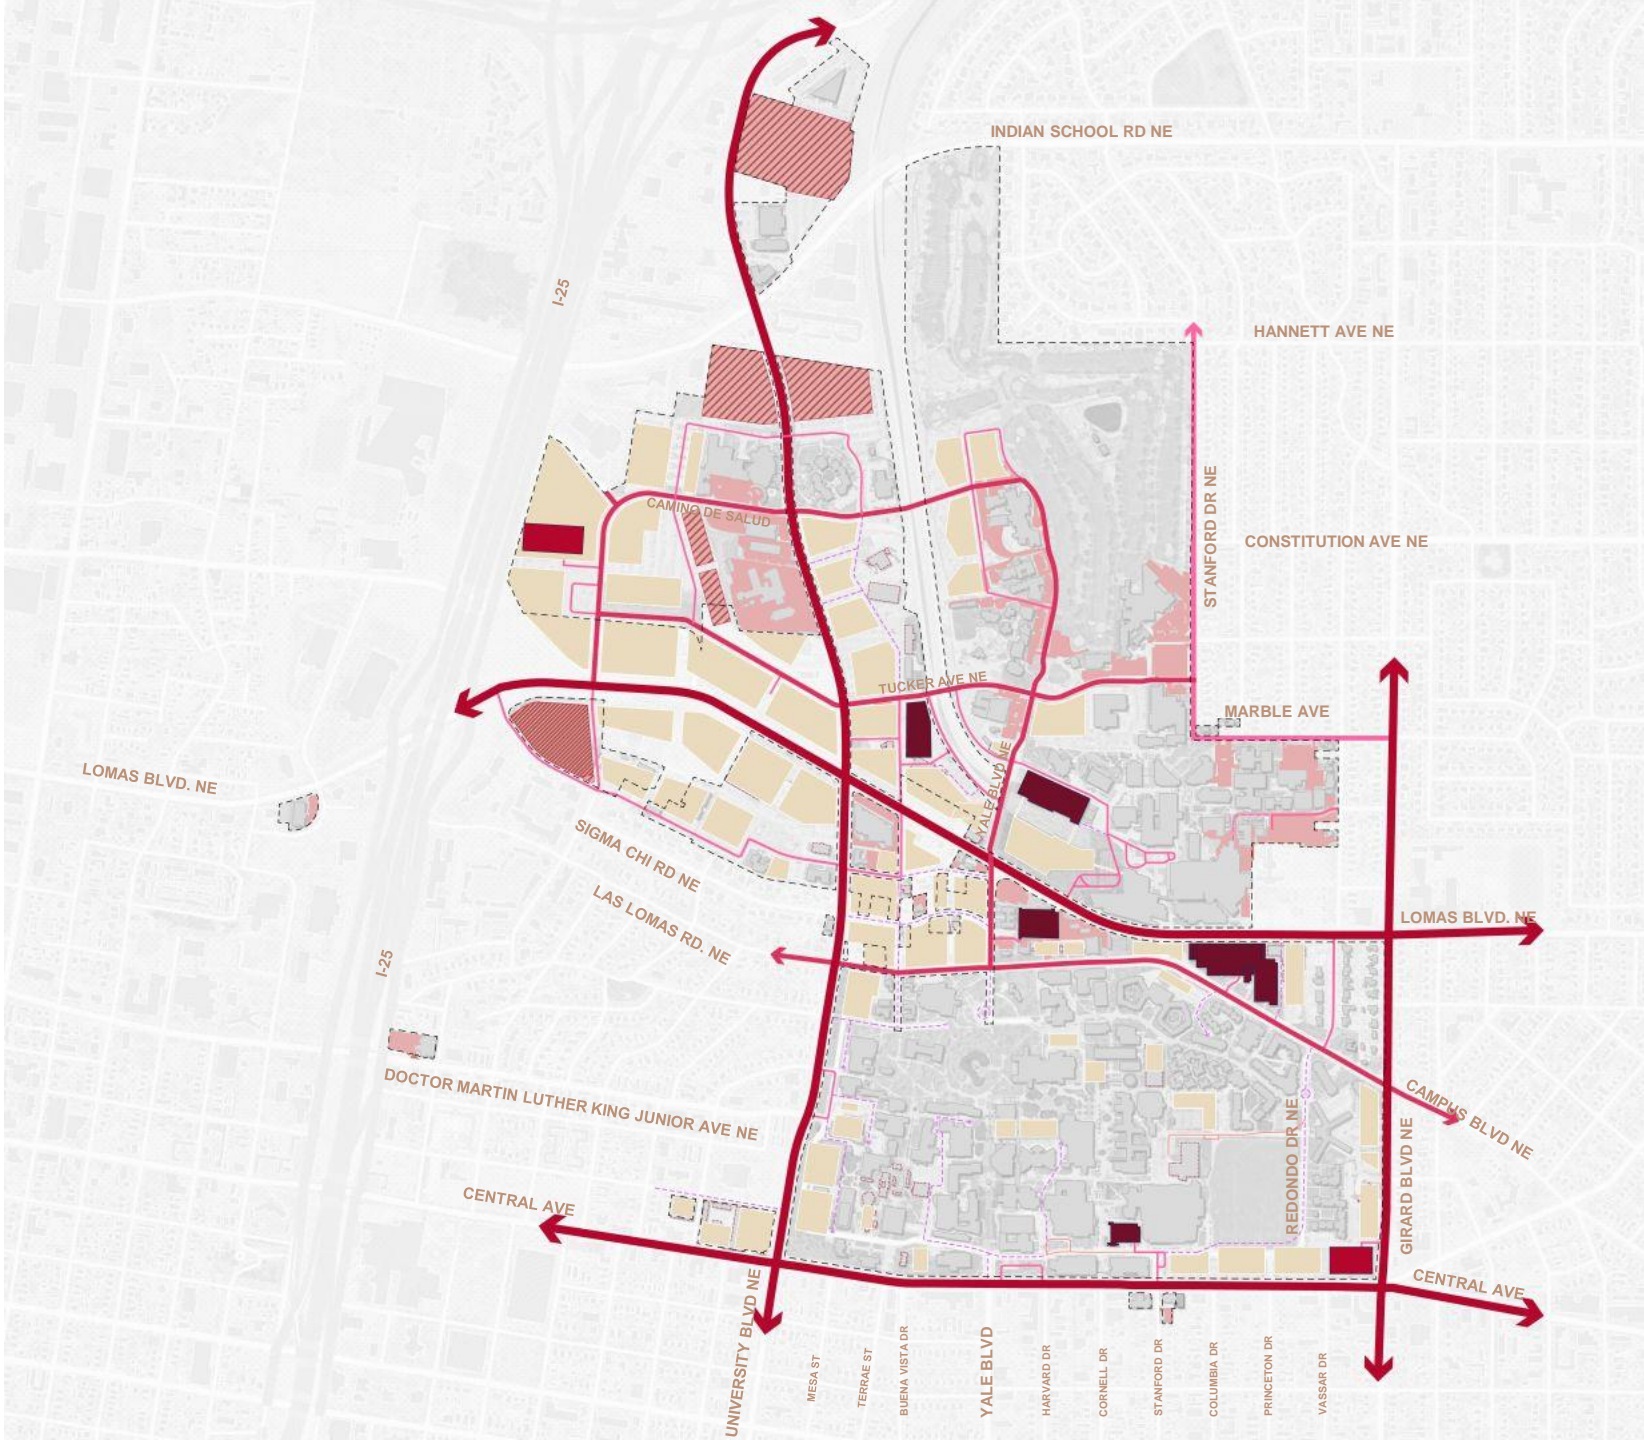 INDIAN SCHOOL RD NE
I-25
HANNETT AVE NE
STANFORD DR NE
CAMINO DE SALUD
CONSTITUTION AVE NE
TUCKER AVE NE
MARBLE AVE
LOMAS BLVD. NE
YALE BLVD NE
SIGMA CHI RD NE
LAS LOMAS RD. NE
LOMAS BLVD. NE
I-25
DOCTOR MARTIN LUTHER KING JUNIOR AVE NE
CAMPUS BLVD NE
REDONDO DR NE
GIRARD BLVD NE
CENTRAL AVE
CENTRAL AVE
UNIVERSITY BLVD NE
MESA ST
TERRAE ST
BUENA VISTA DR
YALE BLVD
HARVARD DR
CORNELL DR
STANFORD DR
COLUMBIA DR
PRINCETON DR
VASSAR DR